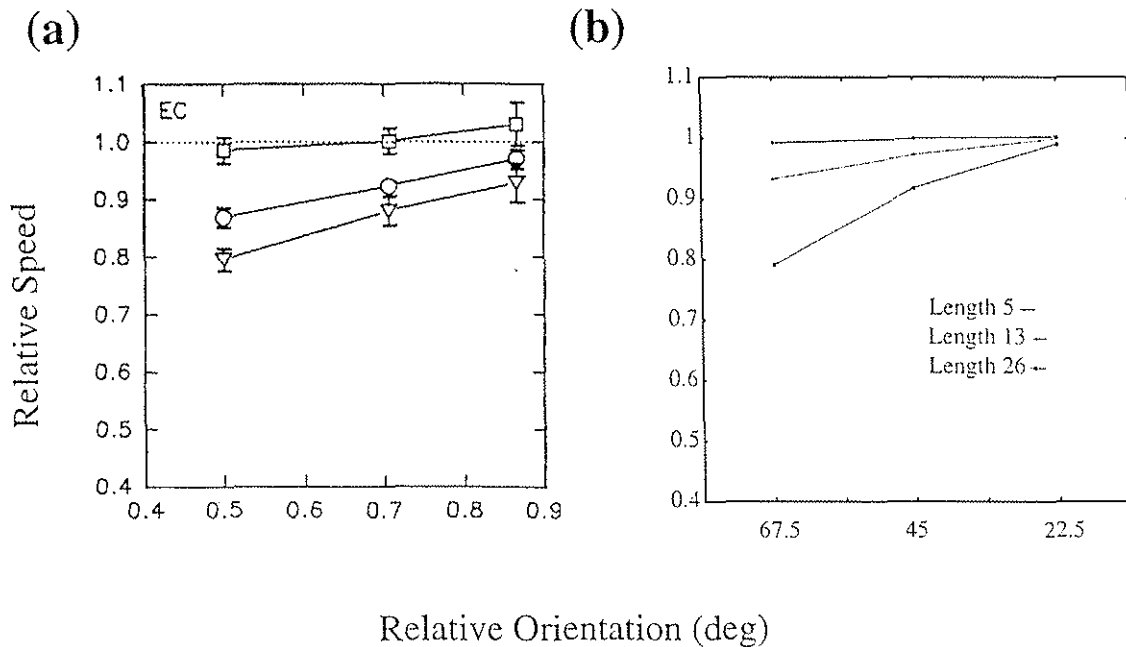 (a)
(b)
Relative Speed
1.1
1.0
0.9
0.8
0.7
0.6
0.5
0.4
EC
0.4 0.5 0.6 0.7 0.8 0.9
1.1
1
0.9
0.8
0.7
0.6
0.5
0.4
Length 5
Length 13
Length 26
67.5 45 22.5
Relative Orientation (deg)